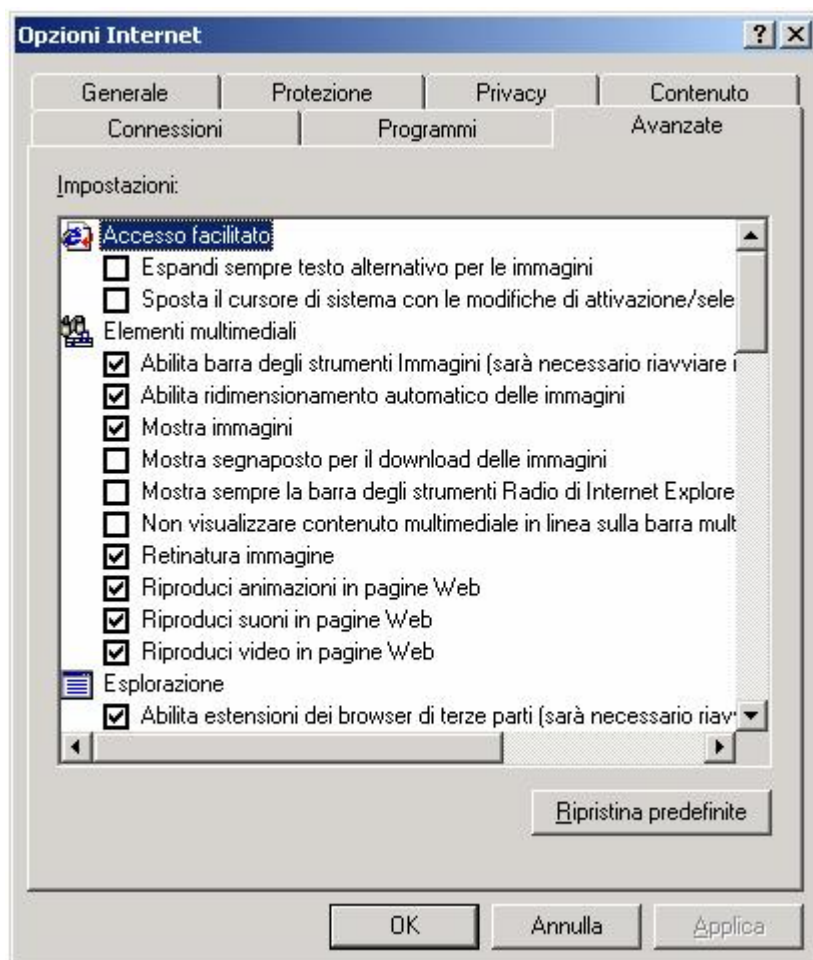 Opzioni Internet
Generale Protezione Privacy Contenuto
Connessioni Programmi Avanzate
Impostazioni:
Accesso facilitato
Espandi sempre testo alternativo per le immagini
Sposta il cursore di sistema con le modifiche di attivazione/sele
Elementi multimediali
Abilita barra degli strumenti Immagini (sarà necessario riavviare i
Abilita ridimensionamento automatico delle immagini
Mostra immagini
Mostra segnaposto per il download delle immagini
Mostra sempre la barra degli strumenti Radio di Internet Explore
Non visualizzare contenuto multimediale in linea sulla barra mult
Retinatura immagine
Riproduci animazioni in pagine Web
Riproduci suoni in pagine Web
Riproduci video in pagine Web
Esplorazione
Abilita estensioni dei browser di terze parti (sarà necessario riav
Ripristina predefinite
OK Annulla Applica